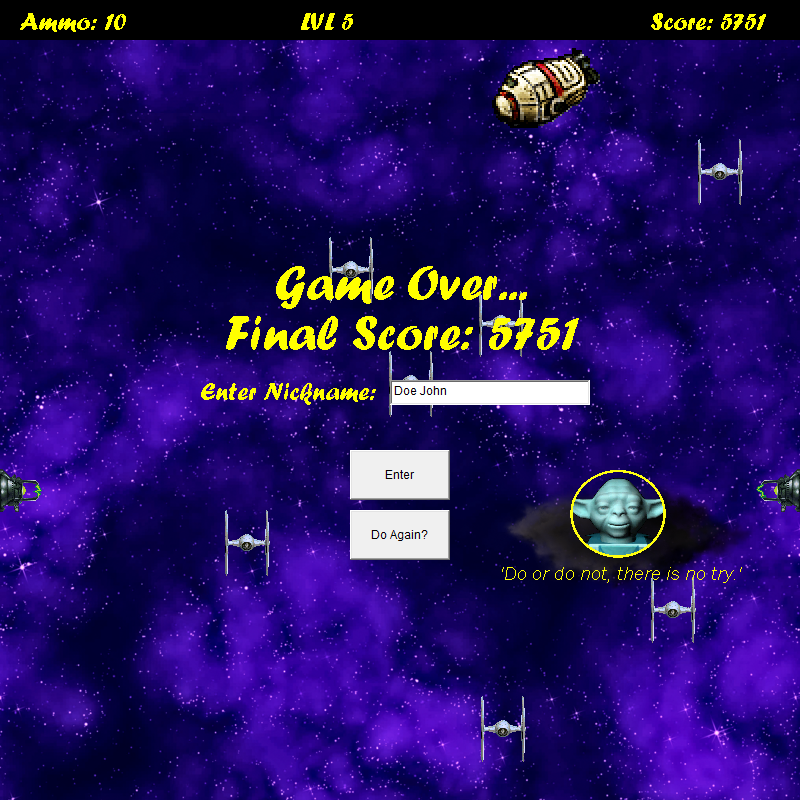 Ammo: 10 LVL 5 Score: 5751
Game Over...
Final Score: 5751
Enter Nickname: Doe John
Enter
Do Again?
'Do or do not, there is no try.'